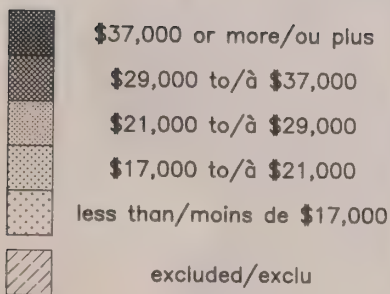 $37,000 or more/ou plus
$29,000 to/à $37,000
$21,000 to/à $29,000
$17,000 to/à $21,000
less than/moins de $17,000
excluded/exclu